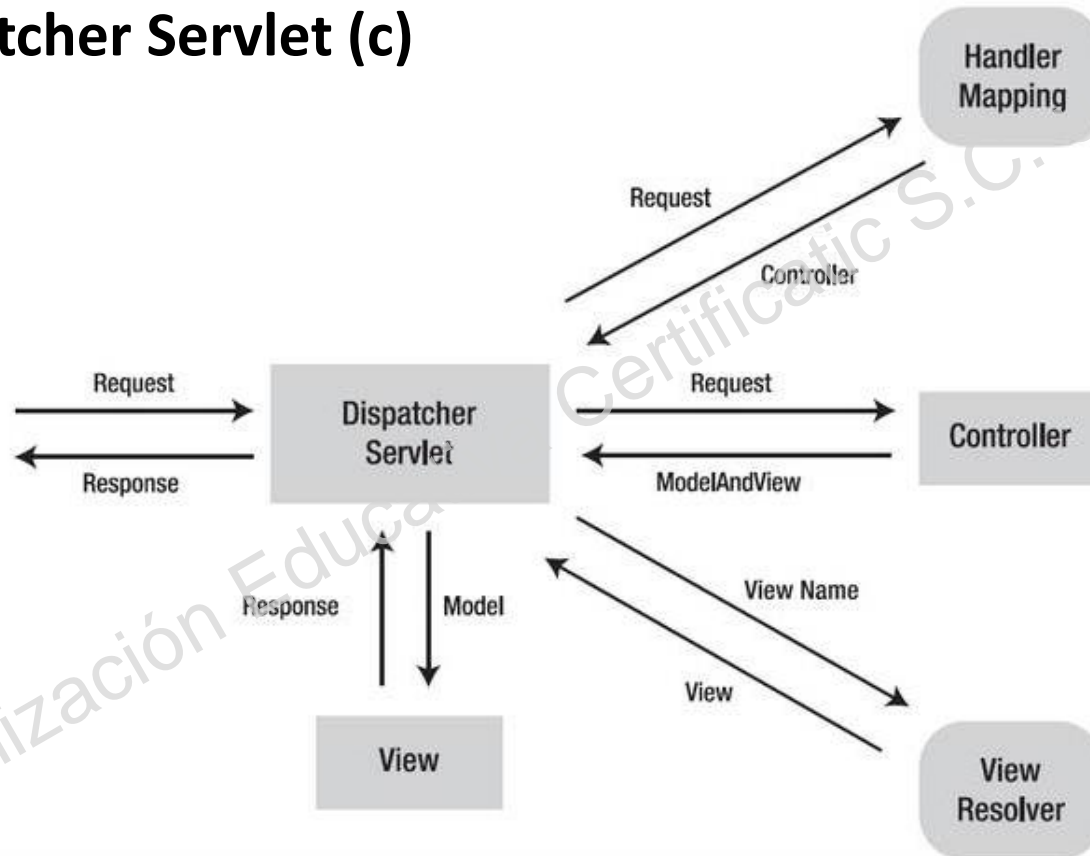 tcher Servlet (c)
Handler
Mapping
Request
Controller
Request
Response
Dispatcher
Servlet
Request
ModelAndView
Controller
Response
Model
View Name
View
View
View
Resolver
Certificatic S.C.